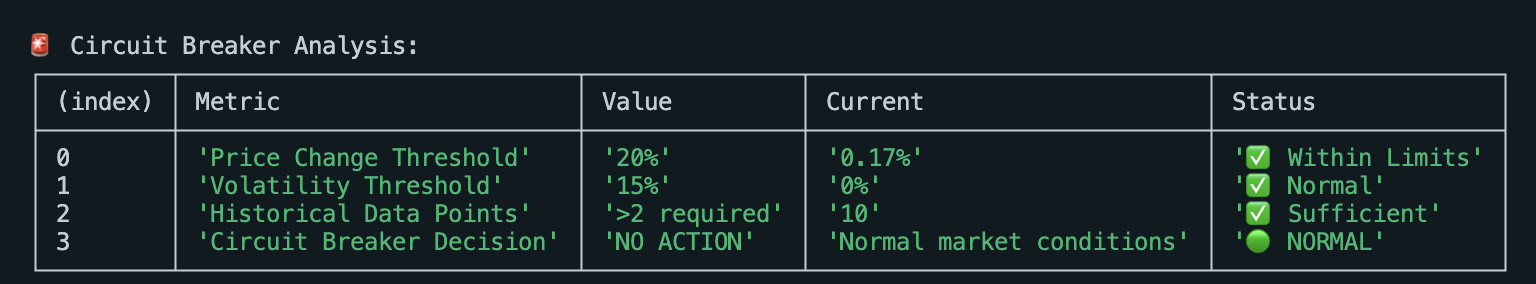 🚨 Circuit Breaker Analysis:
(index) Metric Value Current Status
0 'Price Change Threshold' '20%' '0.17%' '✅ Within Limits'
1 'Volatility Threshold' '15%' '0%' '✅ Normal'
2 'Historical Data Points' '>2 required' '10' '✅ Sufficient'
3 'Circuit Breaker Decision' 'NO ACTION' 'Normal market conditions' '🟢 NORMAL'